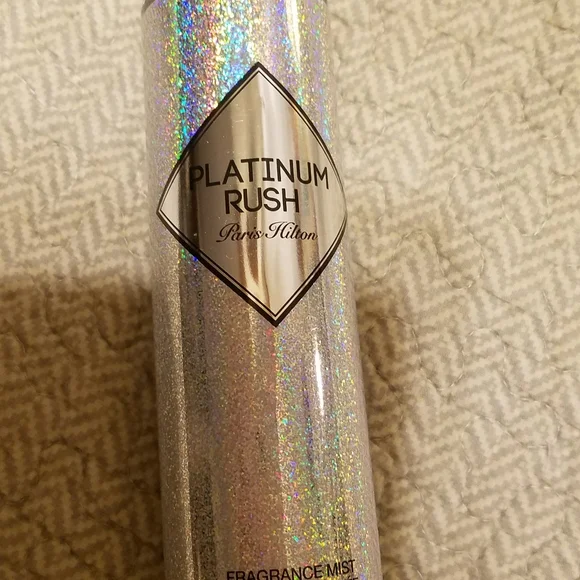 PLATINUM
RUSH
Paris Hilton
FRAGRANCE MIST